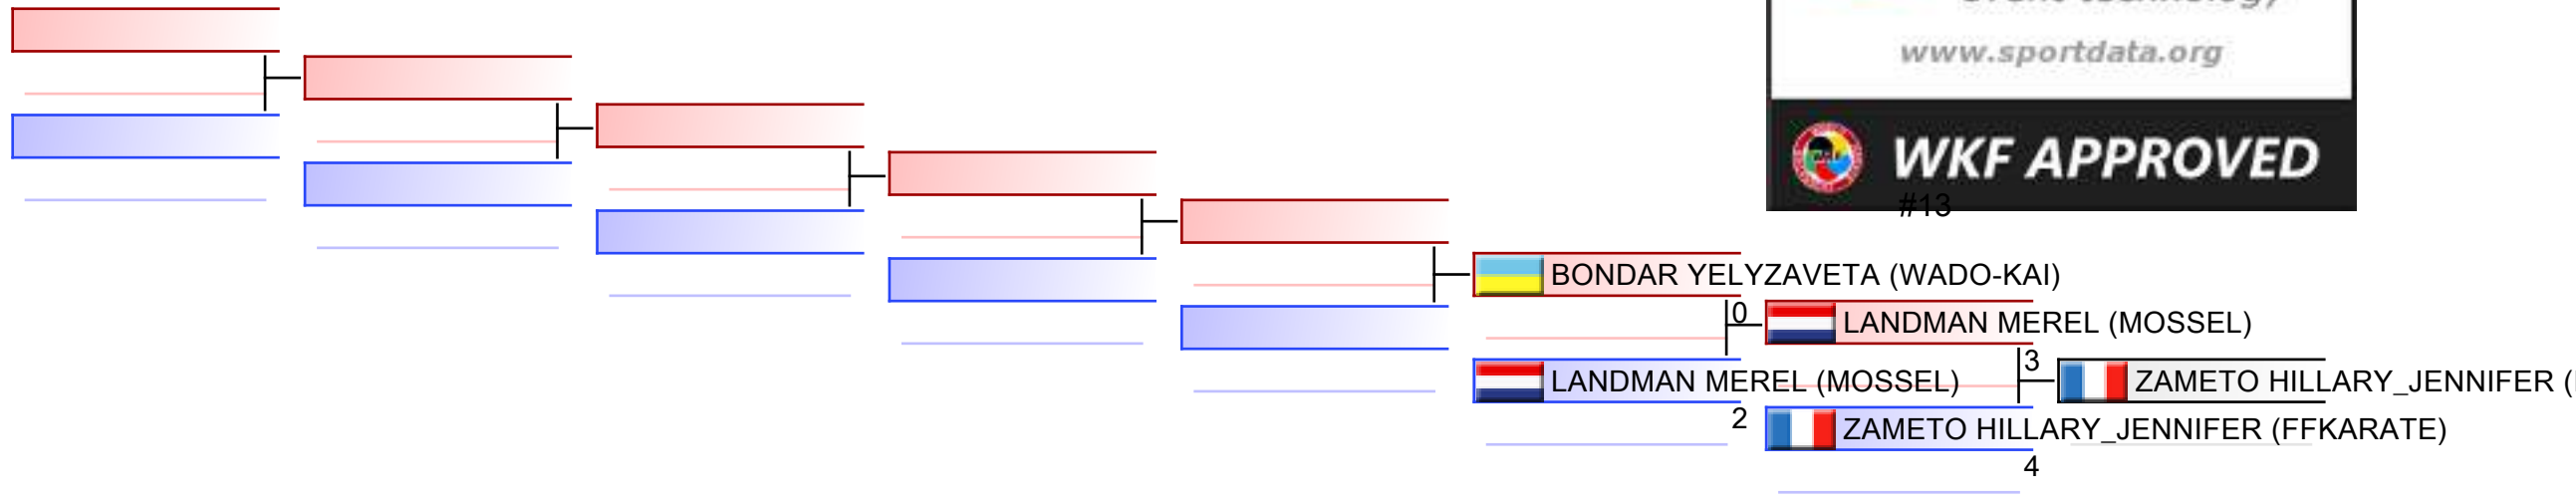 www.sportdata.org
WKF APPROVED
#13
BONDAR YELYZAVETA (WADO-KAI)
0
LANDMAN MEREL (MOSSEL)
3
LANDMAN MEREL (MOSSEL)
ZAMETO HILLARY_JENNIFER (
2
ZAMETO HILLARY_JENNIFER (FFKARATE)
4